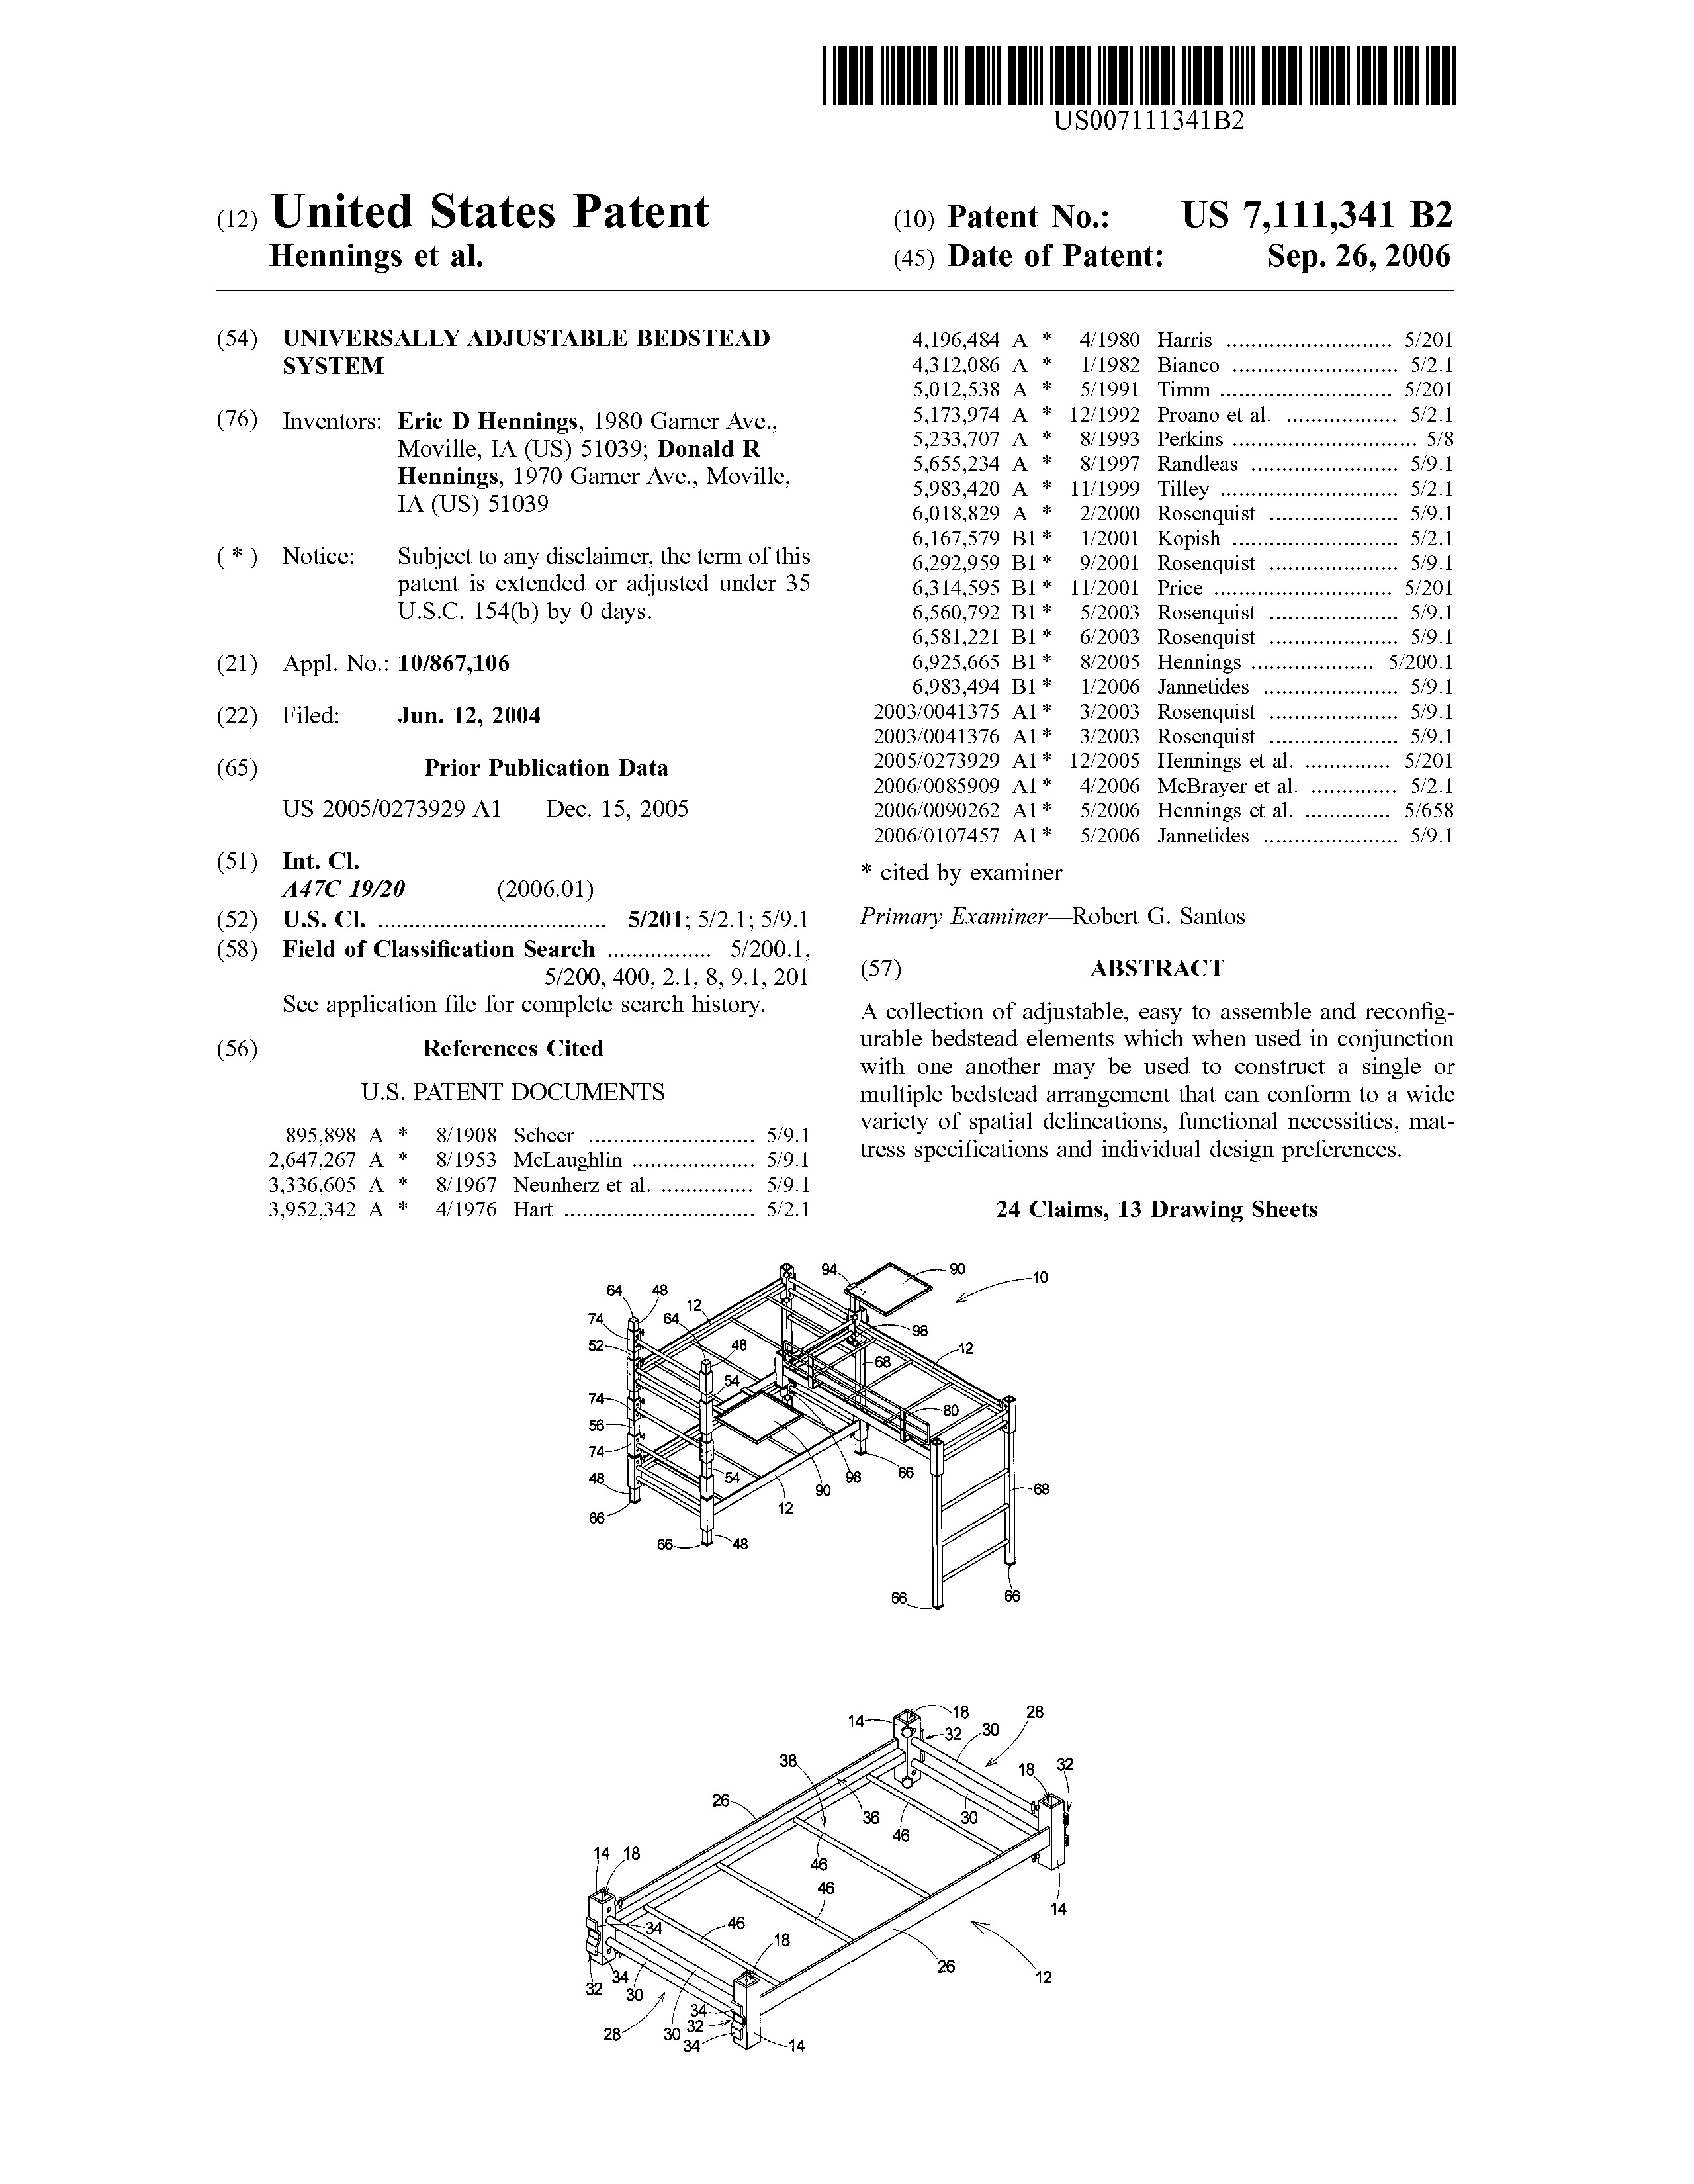 US007111341B2
(12) United States Patent
Hennings et al.
(10) Patent No.: US 7,111,341 B2
(45) Date of Patent: Sep. 26, 2006
(54) UNIVERSALLY ADJUSTABLE BEDSTEAD
SYSTEM
(76) Inventors: Eric D Hennings, 1980 Garner Ave.,
Moville, IA (US) 51039; Donald R
Hennings, 1970 Garner Ave., Moville,
IA (US) 51039
( * ) Notice: Subject to any disclaimer, the term of this
patent is extended or adjusted under 35
U.S.C. 154(b) by 0 days.
(21) Appl. No.: 10/867,106
(22) Filed: Jun. 12, 2004
(65) Prior Publication Data
US 2005/0273929 A1 Dec. 15, 2005
(51) Int. Cl.
A47C 19/20 (2006.01)
(52) U.S. Cl. ..................................... 5/201; 5/2.1; 5/9.1
(58) Field of Classification Search ................. 5/200.1,
5/200, 400, 2.1, 8, 9.1, 201
See application file for complete search history.
(56) References Cited
U.S. PATENT DOCUMENTS
895,898 A * 8/1908 Scheer ........................... 5/9.1
2,647,267 A * 8/1953 McLaughlin .................... 5/9.1
3,336,605 A * 8/1967 Neunherz et al. ............... 5/9.1
3,952,342 A * 4/1976 Hart ............................... 5/2.1
4,196,484 A * 4/1980 Harris ........................... 5/201
4,312,086 A * 1/1982 Bianco ........................... 5/2.1
5,012,538 A * 5/1991 Timm ............................. 5/201
5,173,974 A * 12/1992 Proano et al. .................. 5/2.1
5,233,707 A * 8/1993 Perkins .............................. 5/8
5,655,234 A * 8/1997 Randleas ........................ 5/9.1
5,983,420 A * 11/1999 Tilley ............................. 5/2.1
6,018,829 A * 2/2000 Rosenquist ..................... 5/9.1
6,167,579 B1 * 1/2001 Kopish ........................... 5/2.1
6,292,959 B1 * 9/2001 Rosenquist ..................... 5/9.1
6,314,595 B1 * 11/2001 Price ............................. 5/201
6,560,792 B1 * 5/2003 Rosenquist ..................... 5/9.1
6,581,221 B1 * 6/2003 Rosenquist ..................... 5/9.1
6,925,665 B1 * 8/2005 Hennings .................... 5/200.1
6,983,494 B1 * 1/2006 Jannetides ...................... 5/9.1
2003/0041375 A1 * 3/2003 Rosenquist ..................... 5/9.1
2003/0041376 A1 * 3/2003 Rosenquist ..................... 5/9.1
2005/0273929 A1 * 12/2005 Hennings et al. .............. 5/201
2006/0085909 A1 * 4/2006 McBrayer et al. .............. 5/2.1
2006/0090262 A1 * 5/2006 Hennings et al. .............. 5/658
2006/0107457 A1 * 5/2006 Jannetides ...................... 5/9.1
* cited by examiner
Primary Examiner—Robert G. Santos
(57) ABSTRACT
A collection of adjustable, easy to assemble and reconfig-
urable bedstead elements which when used in conjunction
with one another may be used to construct a single or
multiple bedstead arrangement that can conform to a wide
variety of spatial delineations, functional necessities, mat-
tress specifications and individual design preferences.
24 Claims, 13 Drawing Sheets
94 90 10
64 48 12
74 64
98
52 48 12
68
54
74 80
56
74
48 54 98 66
90 68
12
66
66 48
66 66
14 18 28
32 30
38
18 32
26
36 30
46
14 18 46
46
14
34 46 18
26
34 12
32 30
34
28 30 32
34 14